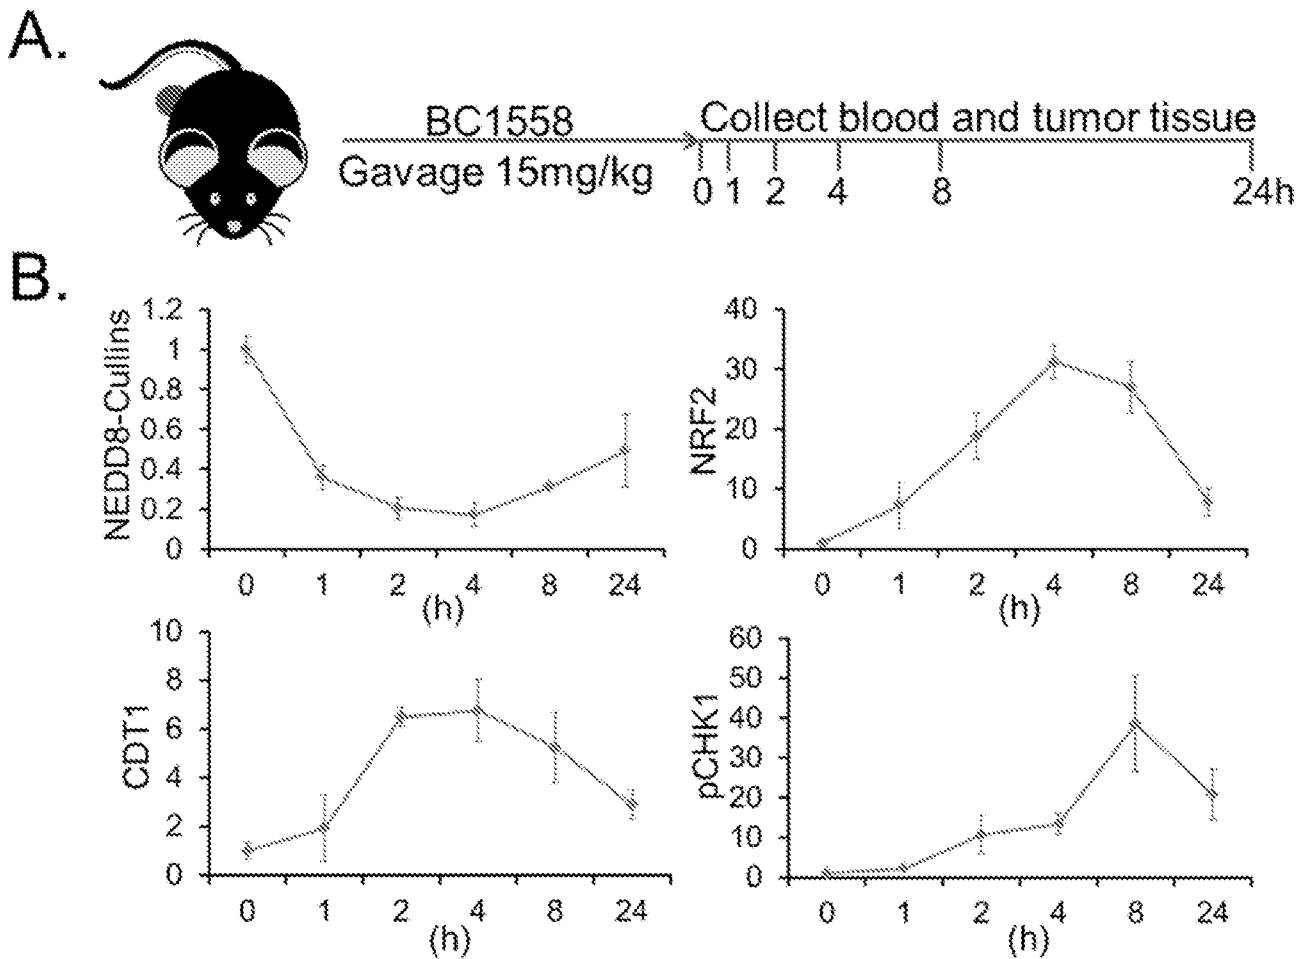 A.
BC1558
Gavage 15mg/kg
Collect blood and tumor tissue
0 1 2 4 8 24h
B.
NEDD8-Cullins
1.2
1
0.8
0.6
0.4
0.2
0
0 1 2 4 8 24
(h)
NRF2
40
30
20
10
0
0 1 2 4 8 24
(h)
CDT1
10
8
6
4
2
0
0 1 2 4 8 24
(h)
pCHK1
60
50
40
30
20
10
0
0 1 2 4 8 24
(h)